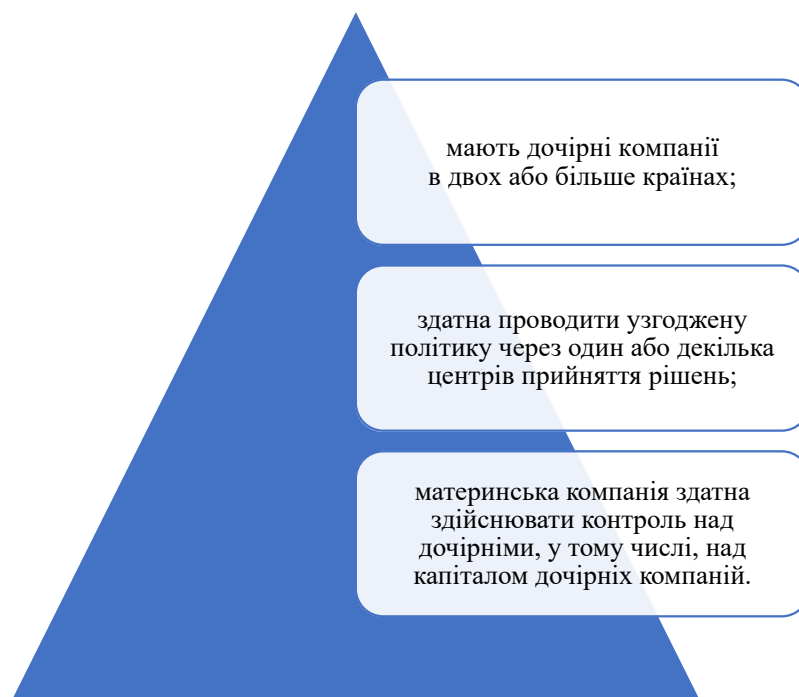 мають дочірні компанії
в двох або більше країнах;
здатна проводити узгоджену
політику через один або декілька
центрів прийняття рішень;
материнська компанія здатна
здійснювати контроль над
дочірніми, у тому числі, над
капіталом дочірніх компаній.